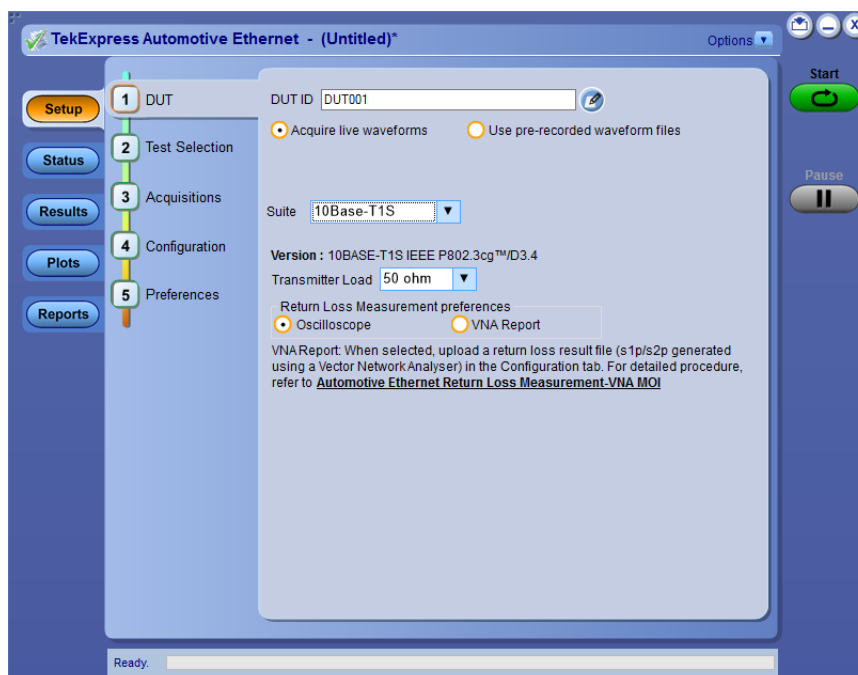 TekExpress Automotive Ethernet - (Untitled)*
Options
Start
Pause
Setup
Status
Results
Plots
Reports
1 DUT
2 Test Selection
3 Acquisitions
4 Configuration
5 Preferences
DUT ID DUT001
Acquire live waveforms
Use pre-recorded waveform files
Suite 10Base-T1S
Version : 10BASE-T1S IEEE P802.3cg™/D3.4
Transmitter Load 50 ohm
Return Loss Measurement preferences
Oscilloscope
VNA Report
VNA Report: When selected, upload a return loss result file (s1p/s2p generated
using a Vector Network Analyser) in the Configuration tab. For detailed procedure,
refer to Automotive Ethernet Return Loss Measurement-VNA MOI
Ready.